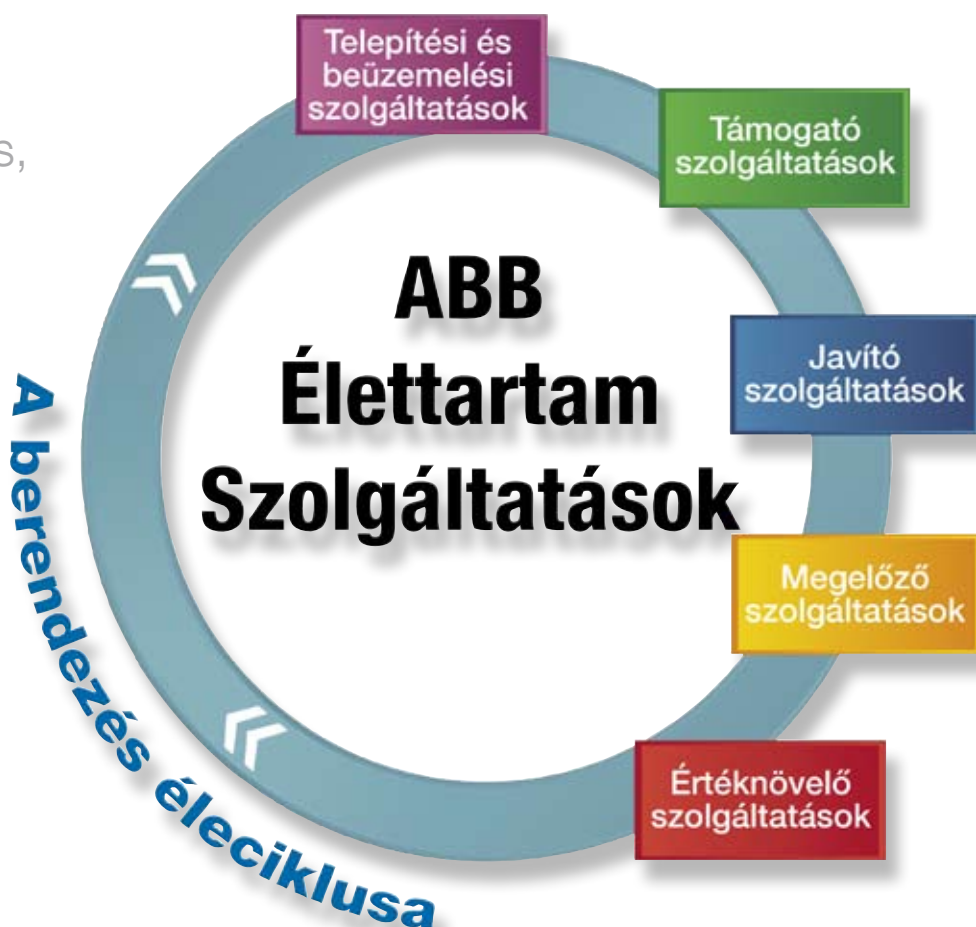 Telepítési és
beüzemelési
szolgáltatások
s,
Támogató
szolgáltatások
ABB
Élettartam
Szolgáltatások
Javító
szolgáltatások
Megelőző
szolgáltatások
Értéknövelő
szolgáltatások
A berendezés éleciklusa